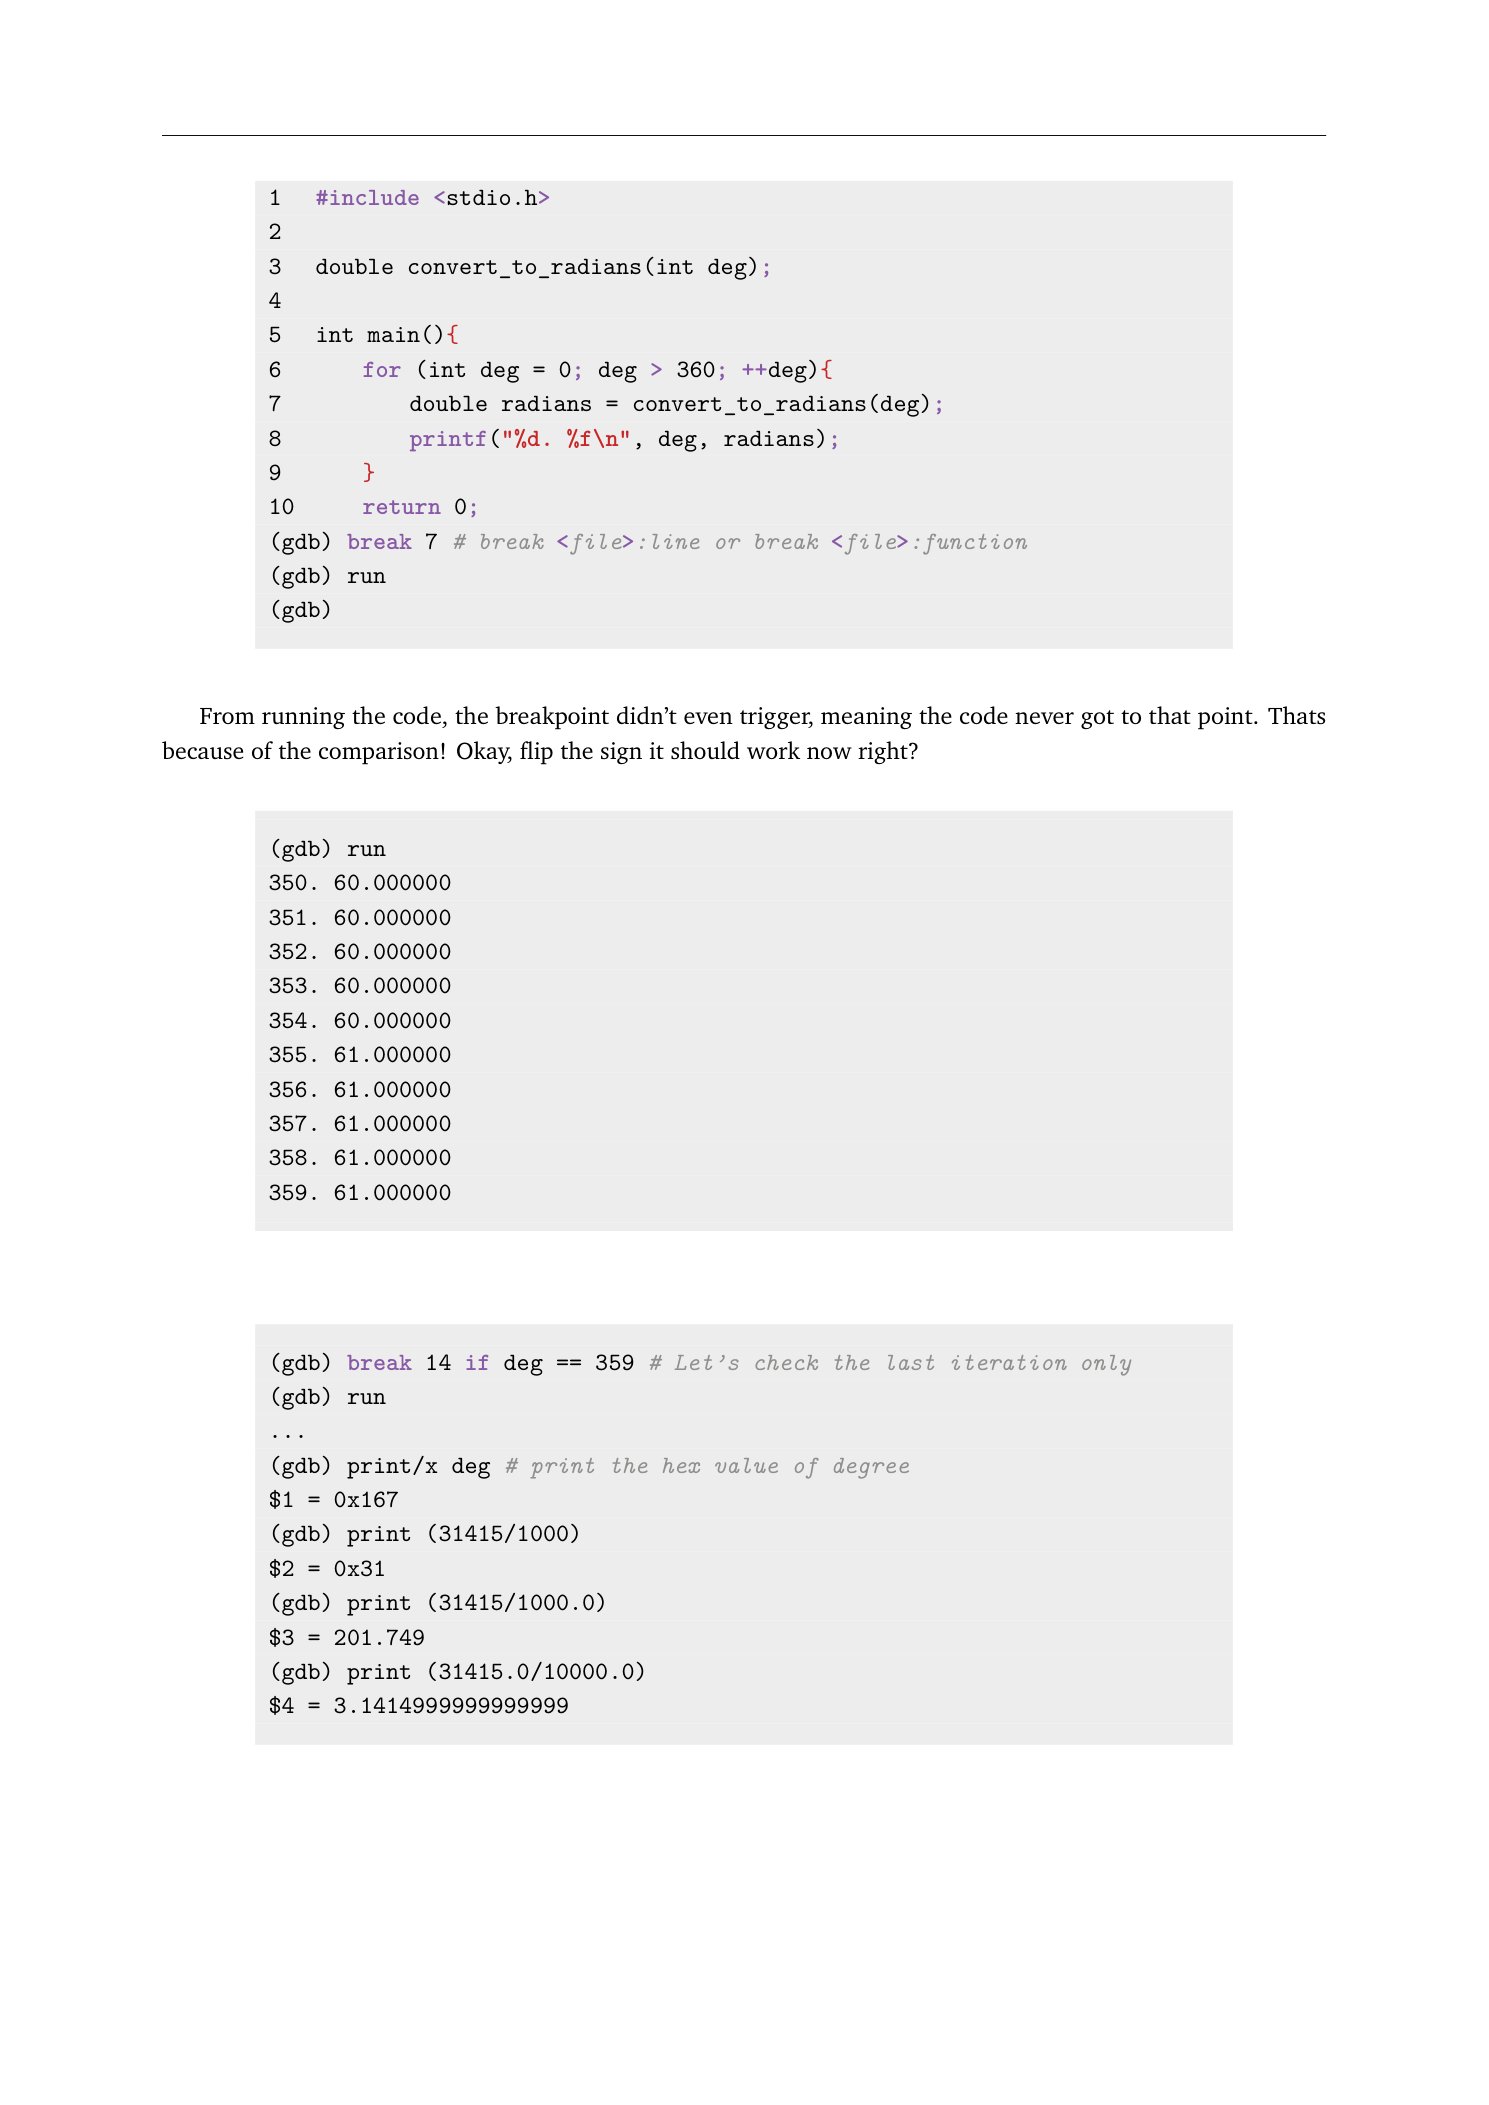 1 #include <stdio.h>
2
3 double convert_to_radians(int deg);
4
5 int main(){
6 for (int deg = 0; deg > 360; ++deg){
7 double radians = convert_to_radians(deg);
8 printf("%d. %f\n", deg, radians);
9 }
10 return 0;
(gdb) break 7 # break <file>:line or break <file>:function
(gdb) run
(gdb)
From running the code, the breakpoint didn't even trigger, meaning the code never got to that point. Thats
because of the comparison! Okay, flip the sign it should work now right?
(gdb) run
350. 60.000000
351. 60.000000
352. 60.000000
353. 60.000000
354. 60.000000
355. 61.000000
356. 61.000000
357. 61.000000
358. 61.000000
359. 61.000000
(gdb) break 14 if deg == 359 # Let's check the last iteration only
(gdb) run
...
(gdb) print/x deg # print the hex value of degree
$1 = 0x167
(gdb) print (31415/1000)
$2 = 0x31
(gdb) print (31415/1000.0)
$3 = 201.749
(gdb) print (31415.0/10000.0)
$4 = 3.1414999999999999